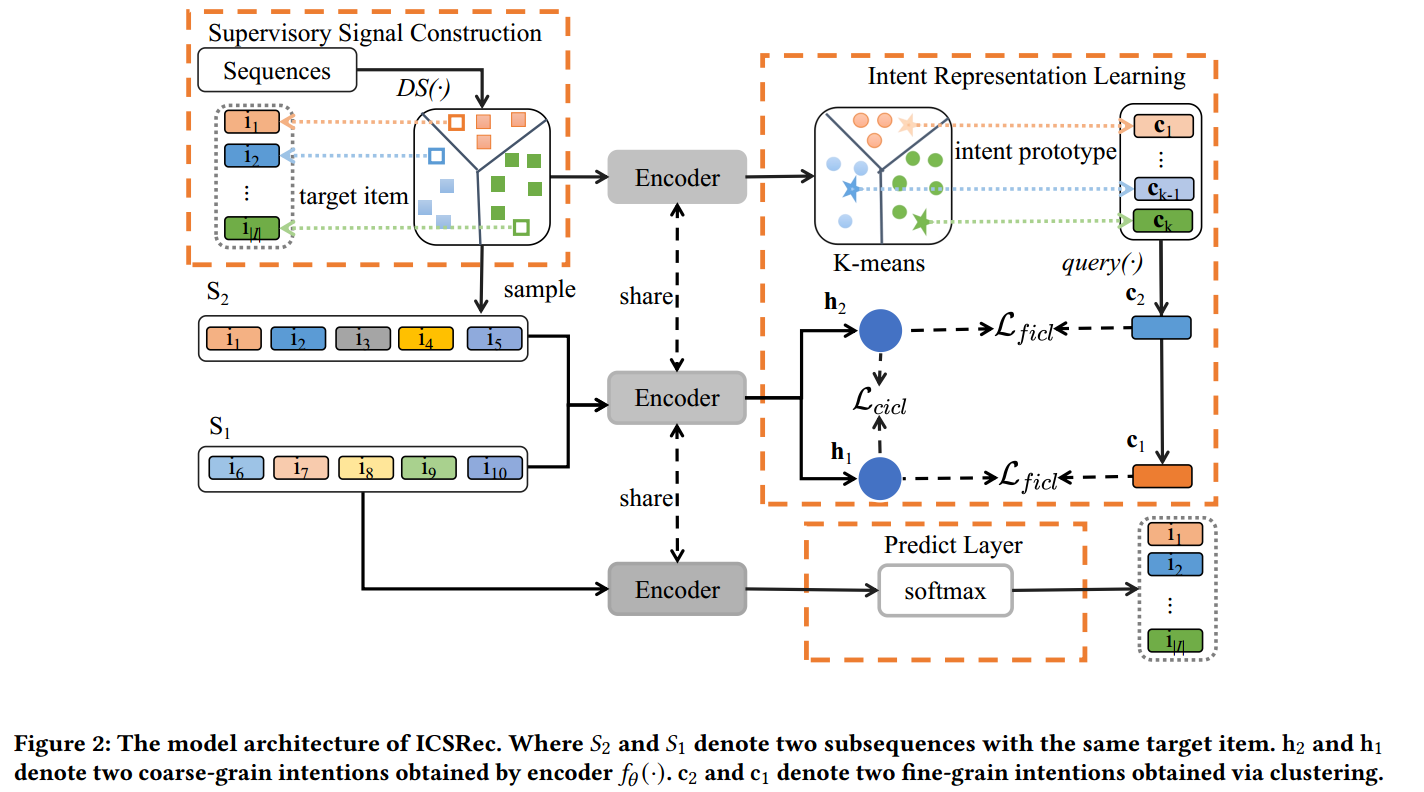 Supervisory Signal Construction
Sequences
DS(·)
i1
i2
⋮
i|I|
target item
Encoder
Intent Representation Learning
intent prototype
c1
⋮
ck-1
ck
K-means
query(·)
sample
share
S2
i1 i2 i3 i4 i5
S1
i6 i7 i8 i9 i10
Encoder
h2
ℒficl
c2
ℒcicl
h1
ℒficl
c1
share
Encoder
Predict Layer
softmax
i1
i2
⋮
i|I|
Figure 2: The model architecture of ICSRec. Where S2 and S1 denote two subsequences with the same target item. h2 and h1
denote two coarse-grain intentions obtained by encoder fθ(·). c2 and c1 denote two fine-grain intentions obtained via clustering.